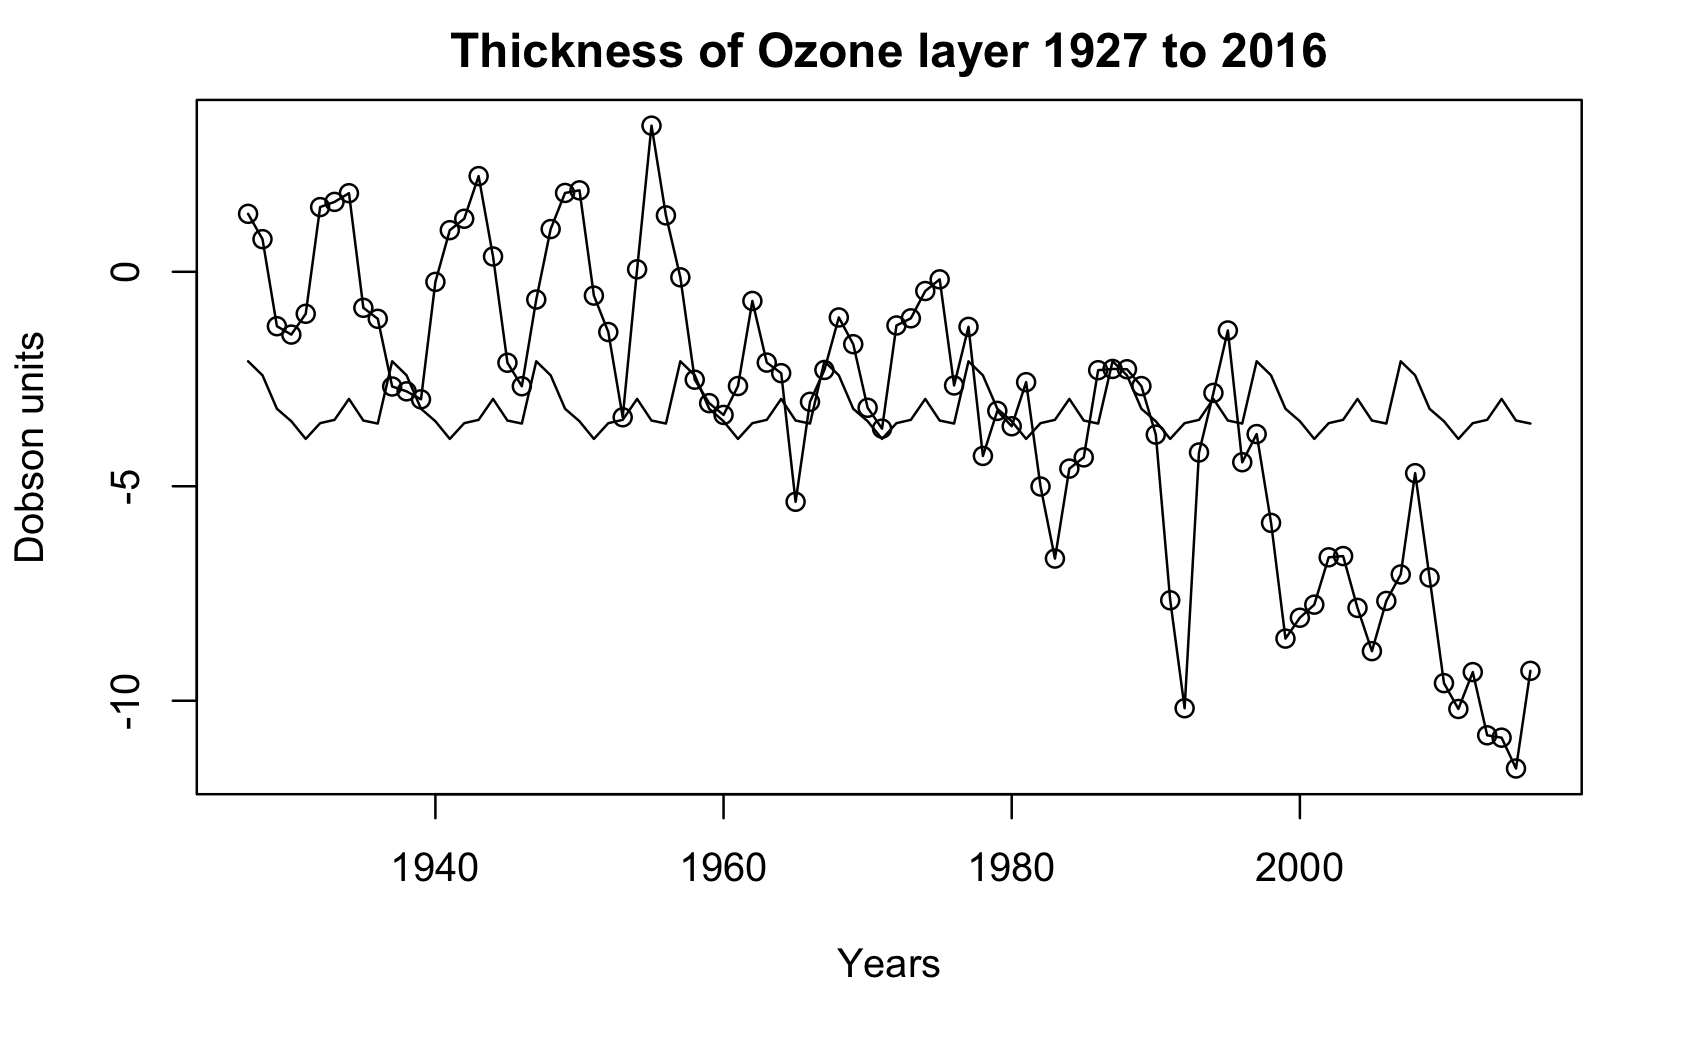 Thickness of Ozone layer 1927 to 2016
Dobson units
0
-5
-10
1940 1960 1980 2000
Years